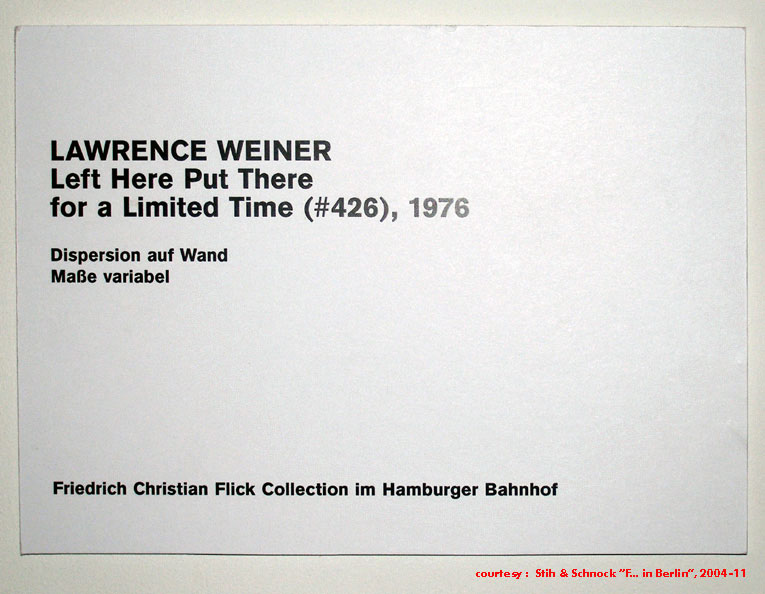 LAWRENCE WEINER
Left Here Put There
for a Limited Time (#426), 1976
Dispersion auf Wand
Maße variabel
Friedrich Christian Flick Collection im Hamburger Bahnhof
courtesy : Stih & Schnock "F... in Berlin", 2004-11